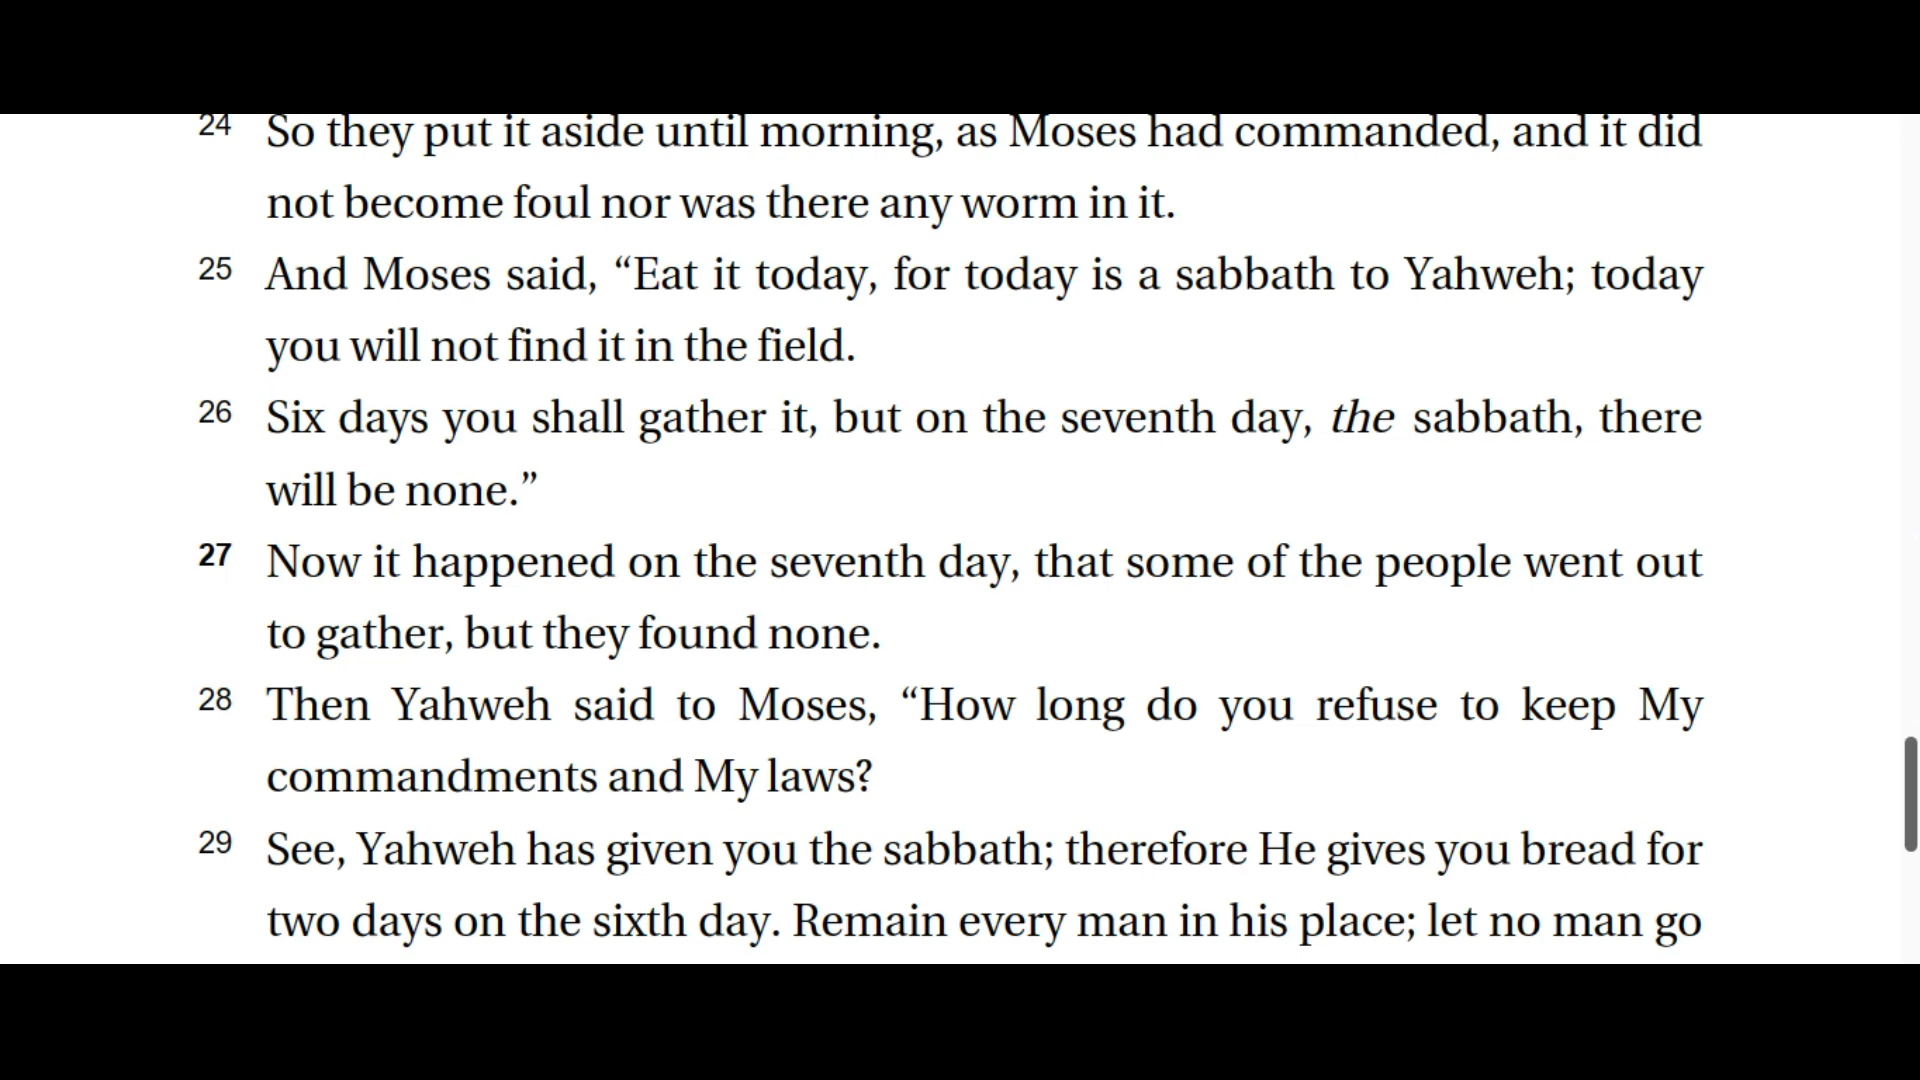 24 So they put it aside until morning, as Moses had commanded, and it did
not become foul nor was there any worm in it.
25 And Moses said, “Eat it today, for today is a sabbath to Yahweh; today
you will not find it in the field.
26 Six days you shall gather it, but on the seventh day, the sabbath, there
will be none.”
27 Now it happened on the seventh day, that some of the people went out
to gather, but they found none.
28 Then Yahweh said to Moses, “How long do you refuse to keep My
commandments and My laws?
29 See, Yahweh has given you the sabbath; therefore He gives you bread for
two days on the sixth day. Remain every man in his place; let no man go